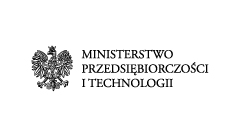 MINISTERSTWO
PRZEDSIĘBIORCZOŚCI
I TECHNOLOGII